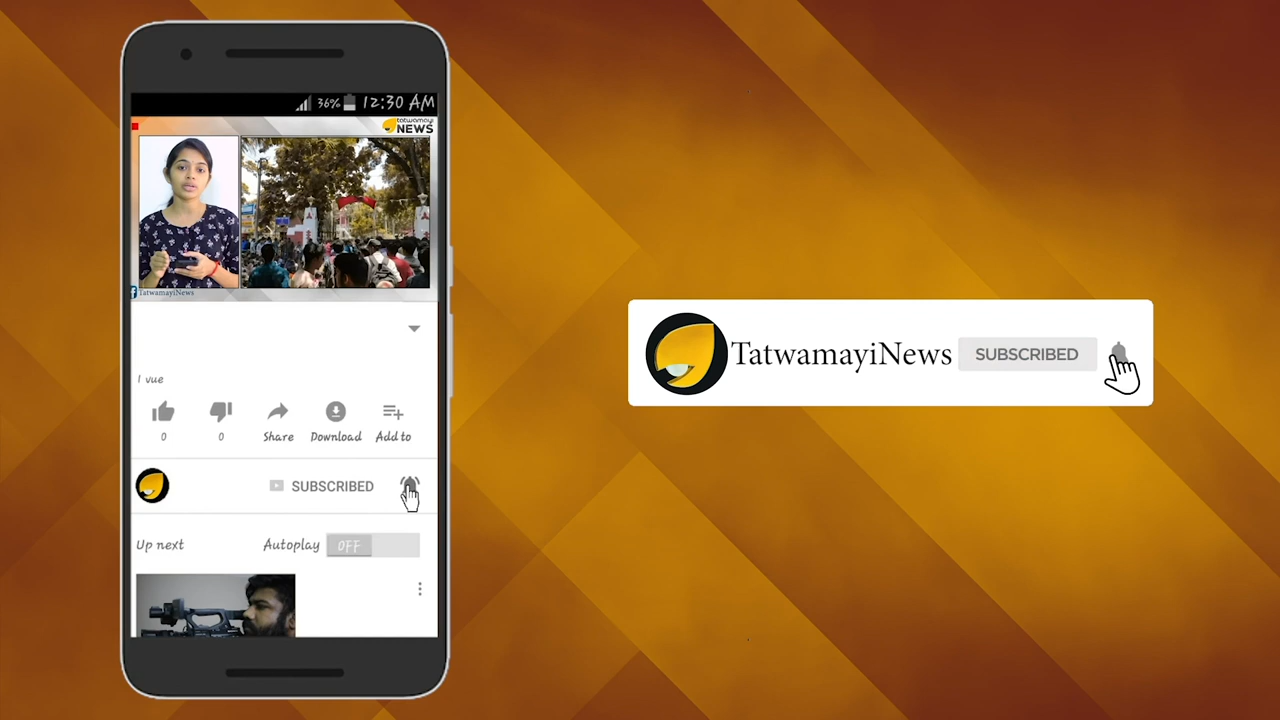 36% 12:30 AM
tatwamayi
NEWS
TatwamayiNews
1 vue
0 0 Share Download Add to
SUBSCRIBED
Up next Autoplay OFF
TatwamayiNews SUBSCRIBED